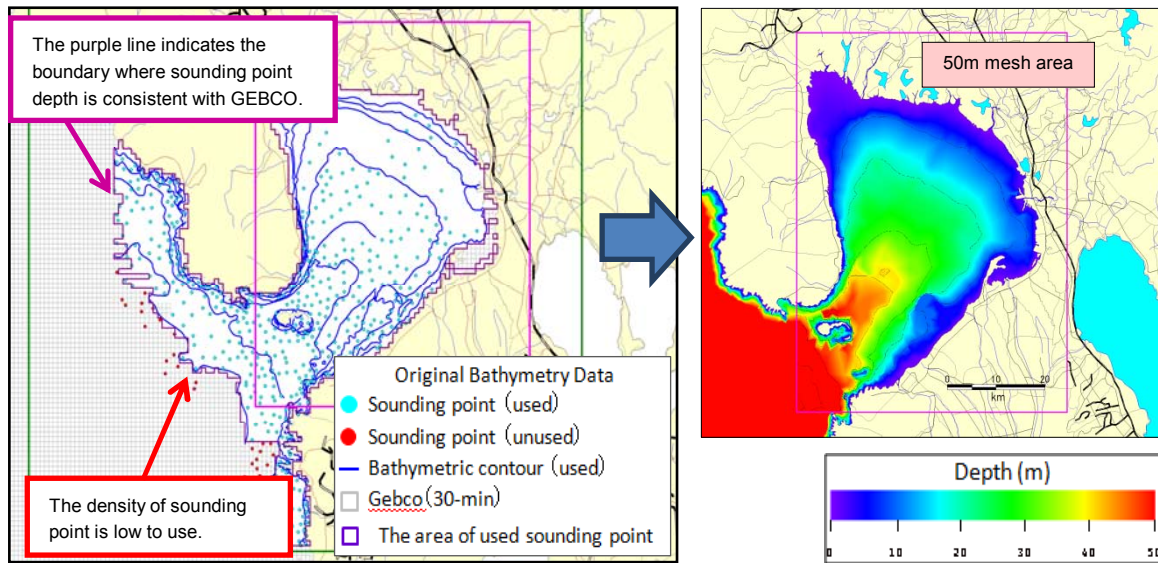 The purple line indicates the
boundary where sounding point
depth is consistent with GEBCO.
The density of sounding
point is low to use.
Original Bathymetry Data
Sounding point (used)
Sounding point (unused)
Bathymetric contour (used)
Gebco(30-min)
The area of used sounding point
50m mesh area
0 10 20
km
Depth (m)
0 10 20 30 40 50